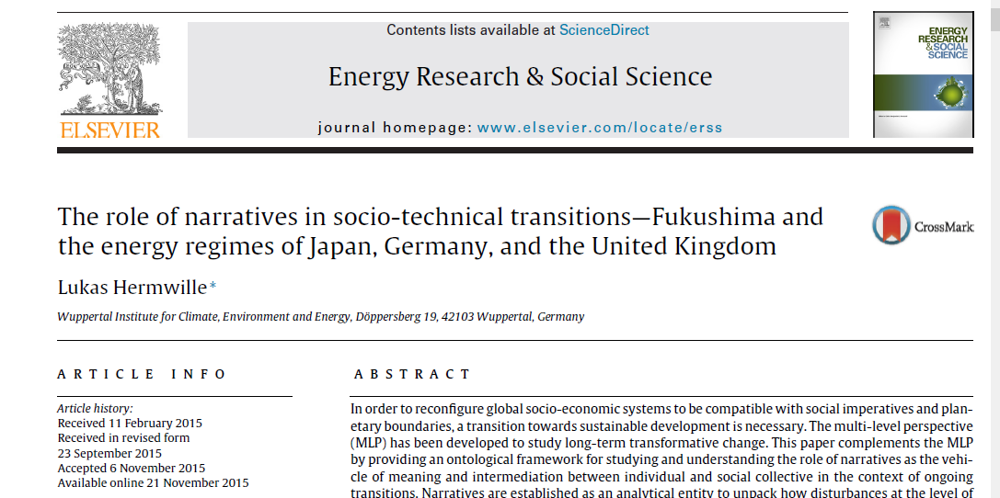 Contents lists available at ScienceDirect
Energy Research & Social Science
journal homepage: www.elsevier.com/locate/erss
ELSEVIER
ENERGY
RESEARCH
& SOCIAL
SCIENCE
The role of narratives in socio-technical transitions—Fukushima and
the energy regimes of Japan, Germany, and the United Kingdom
CrossMark
Lukas Hermwille*
Wuppertal Institute for Climate, Environment and Energy, Döppersberg 19, 42103 Wuppertal, Germany
ARTICLE INFO
Article history:
Received 11 February 2015
Received in revised form
23 September 2015
Accepted 6 November 2015
Available online 21 November 2015
ABSTRACT
In order to reconfigure global socio-economic systems to be compatible with social imperatives and plan-
etary boundaries, a transition towards sustainable development is necessary. The multi-level perspective
(MLP) has been developed to study long-term transformative change. This paper complements the MLP
by providing an ontological framework for studying and understanding the role of narratives as the vehi-
cle of meaning and intermediation between individual and social collective in the context of ongoing
transitions. Narratives are established as an analytical entity to unpack how disturbances at the level of